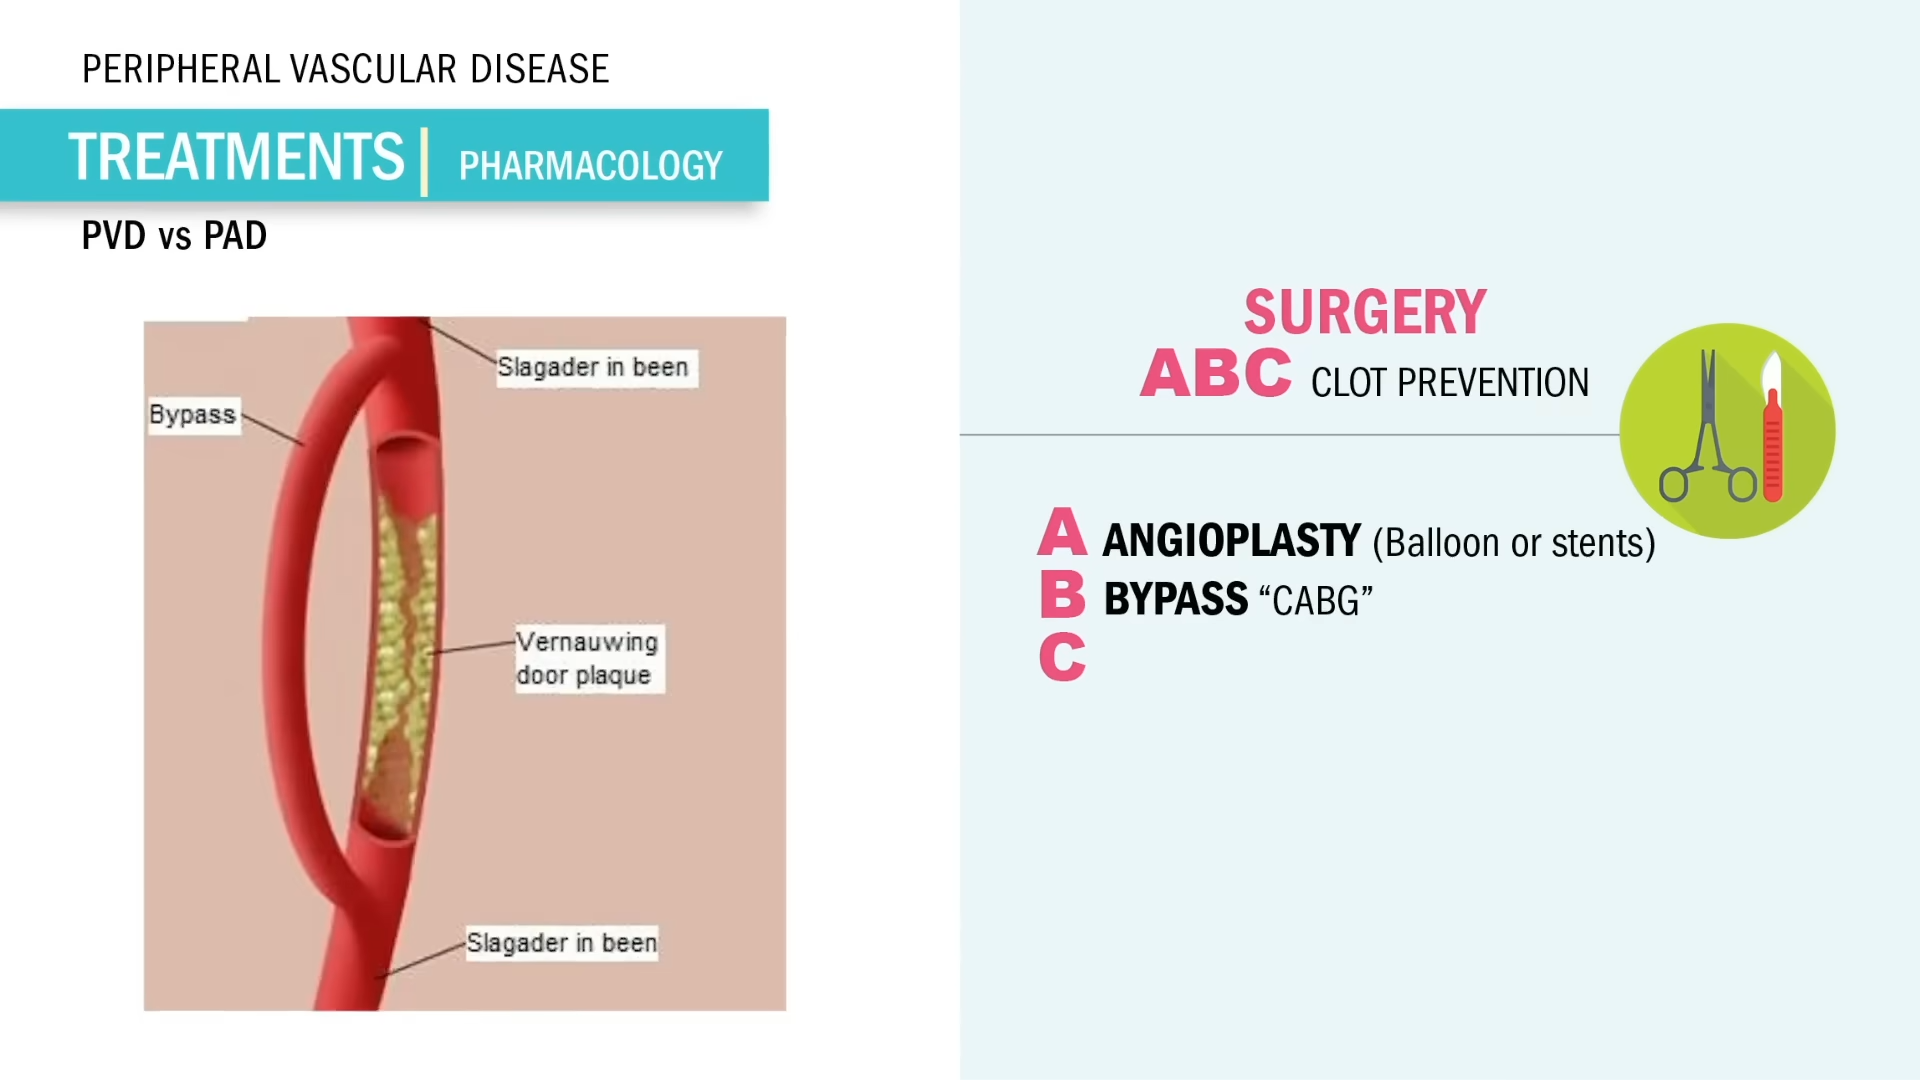 PERIPHERAL VASCULAR DISEASE
TREATMENTS | PHARMACOLOGY
PVD vs PAD
Slagader in been
Bypass
Vernauwing
door plaque
Slagader in been
SURGERY
ABC CLOT PREVENTION
A ANGIOPLASTY (Balloon or stents)
B BYPASS “CABG”
C